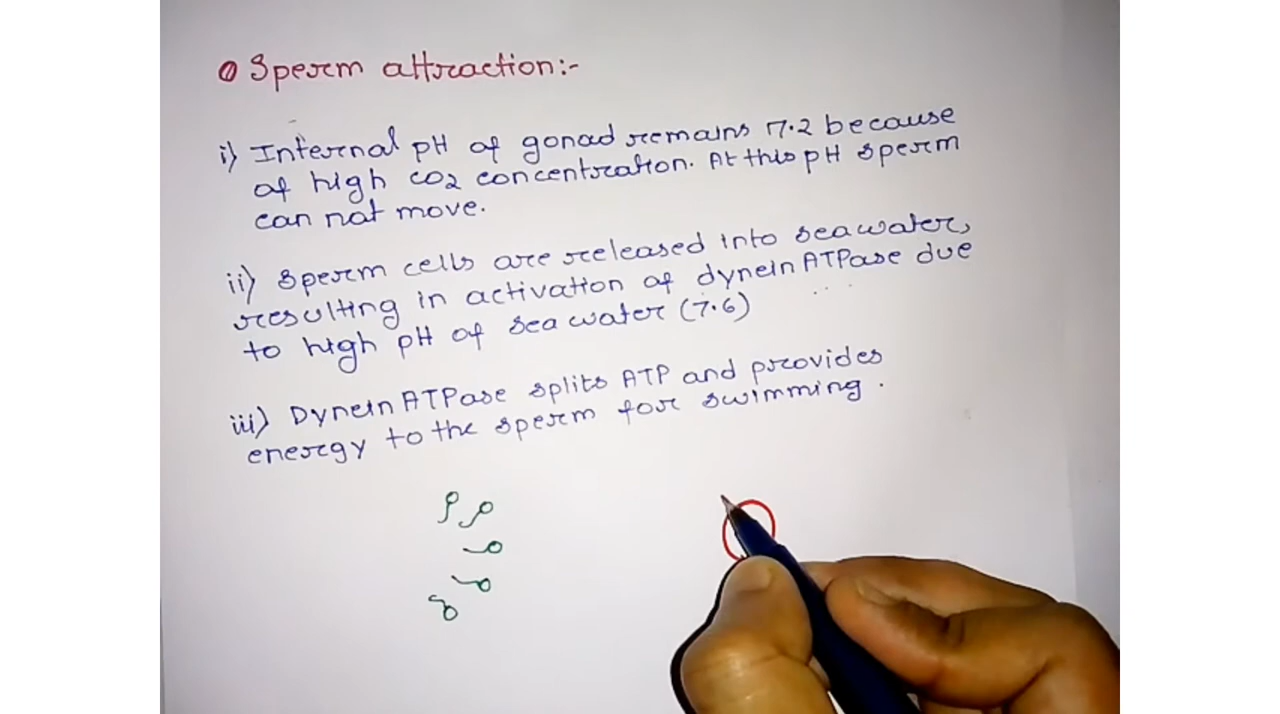 Sperm attraction:-
i) Internal pH of gonad remains 7.2 because
of high CO2 concentration. At this pH sperm
can not move.
ii) Sperm cells are released into seawater,
resulting in activation of dynein ATPase due
to high pH of sea water (7.6)
iii) Dynein ATPase splits ATP and provides
energy to the sperm for swimming.